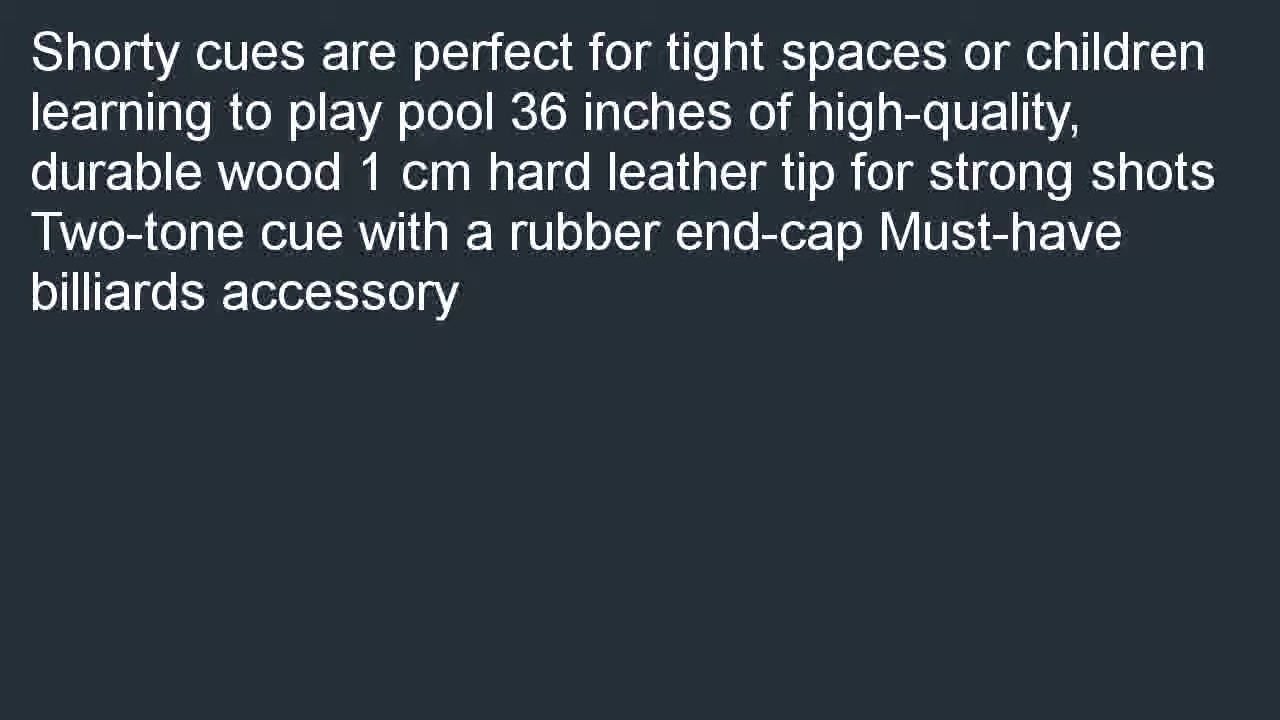 Shorty cues are perfect for tight spaces or children
learning to play pool 36 inches of high-quality,
durable wood 1 cm hard leather tip for strong shots
Two-tone cue with a rubber end-cap Must-have
billiards accessory